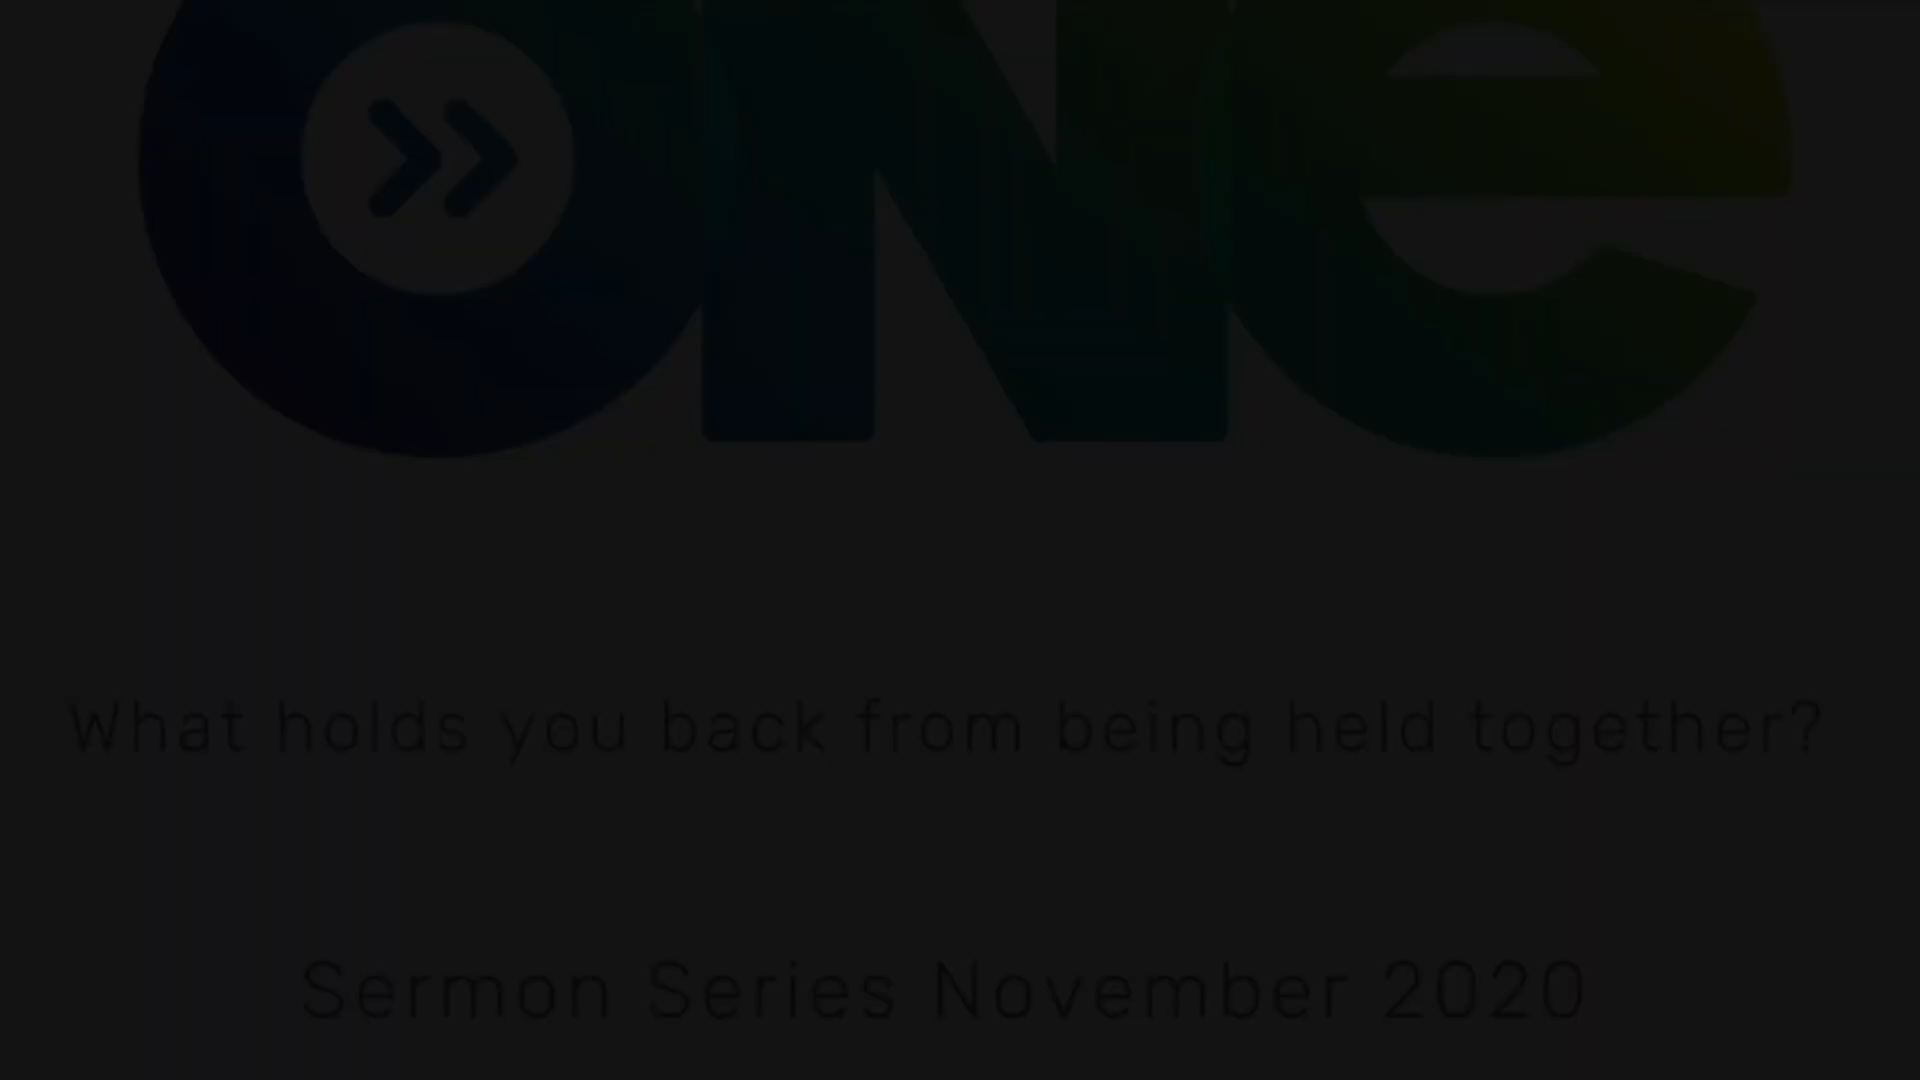 ONe
What holds you back from being held together?
Sermon Series November 2020